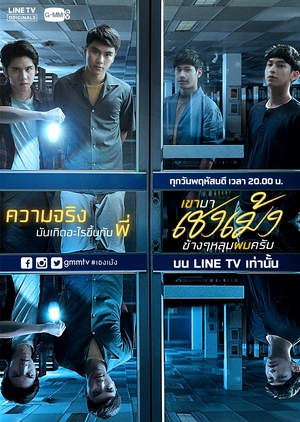 LINE TV
ORIGINALS
GMM TV
ทุกวันพฤหัสบดี เวลา 20.00 น.
ความจริง
มันเกิดอะไรขึ้นกับ พี่
เขามา
เชงเม้ง
ข้างๆหลุมผมครับ
gmmtv #เชงเม้ง
บน LINE TV เท่านั้น